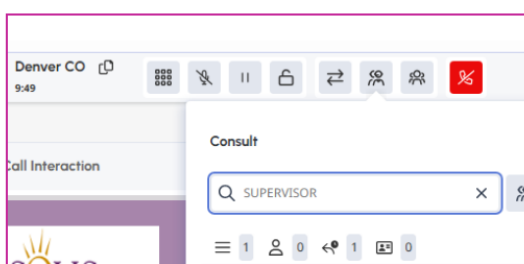 Denver CO
9:49
Consult
Call Interaction
SUPERVISOR
1 0 1 0